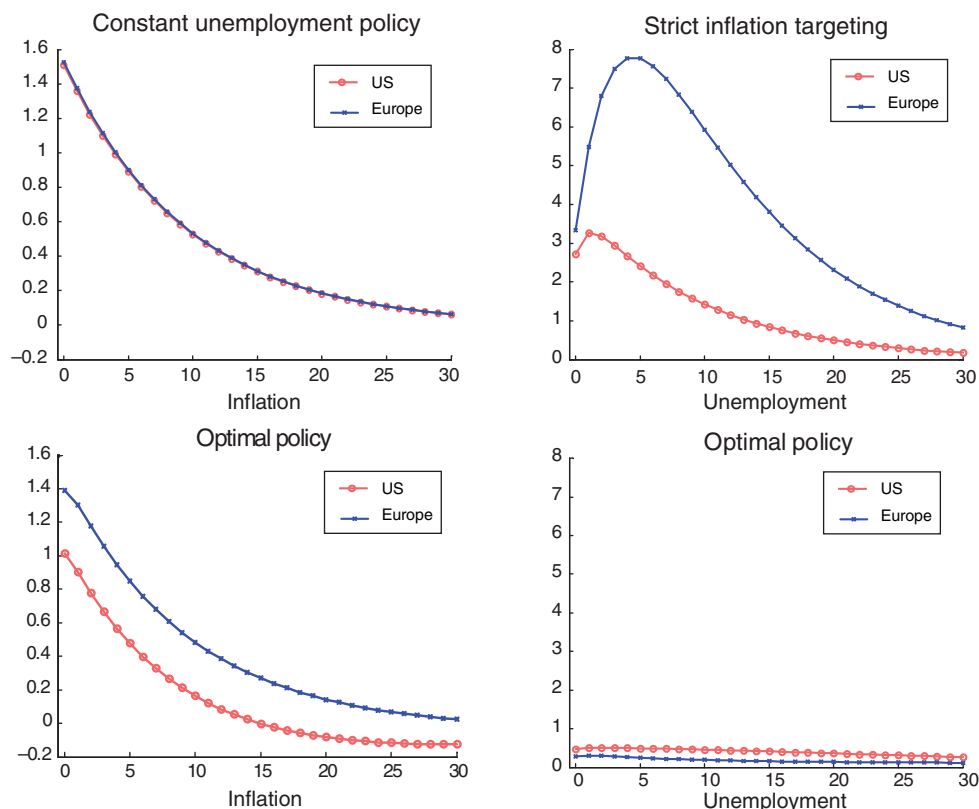 Constant unemployment policy
1.6
1.4
1.2
1
0.8
0.6
0.4
0.2
0
−0.2
US
Europe
0 5 10 15 20 25 30
Inflation
Strict inflation targeting
8
7
6
5
4
3
2
1
0
US
Europe
0 5 10 15 20 25 30
Unemployment
Optimal policy
1.6
1.4
1.2
1
0.8
0.6
0.4
0.2
0
−0.2
US
Europe
0 5 10 15 20 25 30
Inflation
Optimal policy
8
7
6
5
4
3
2
1
0
US
Europe
0 5 10 15 20 25 30
Unemployment